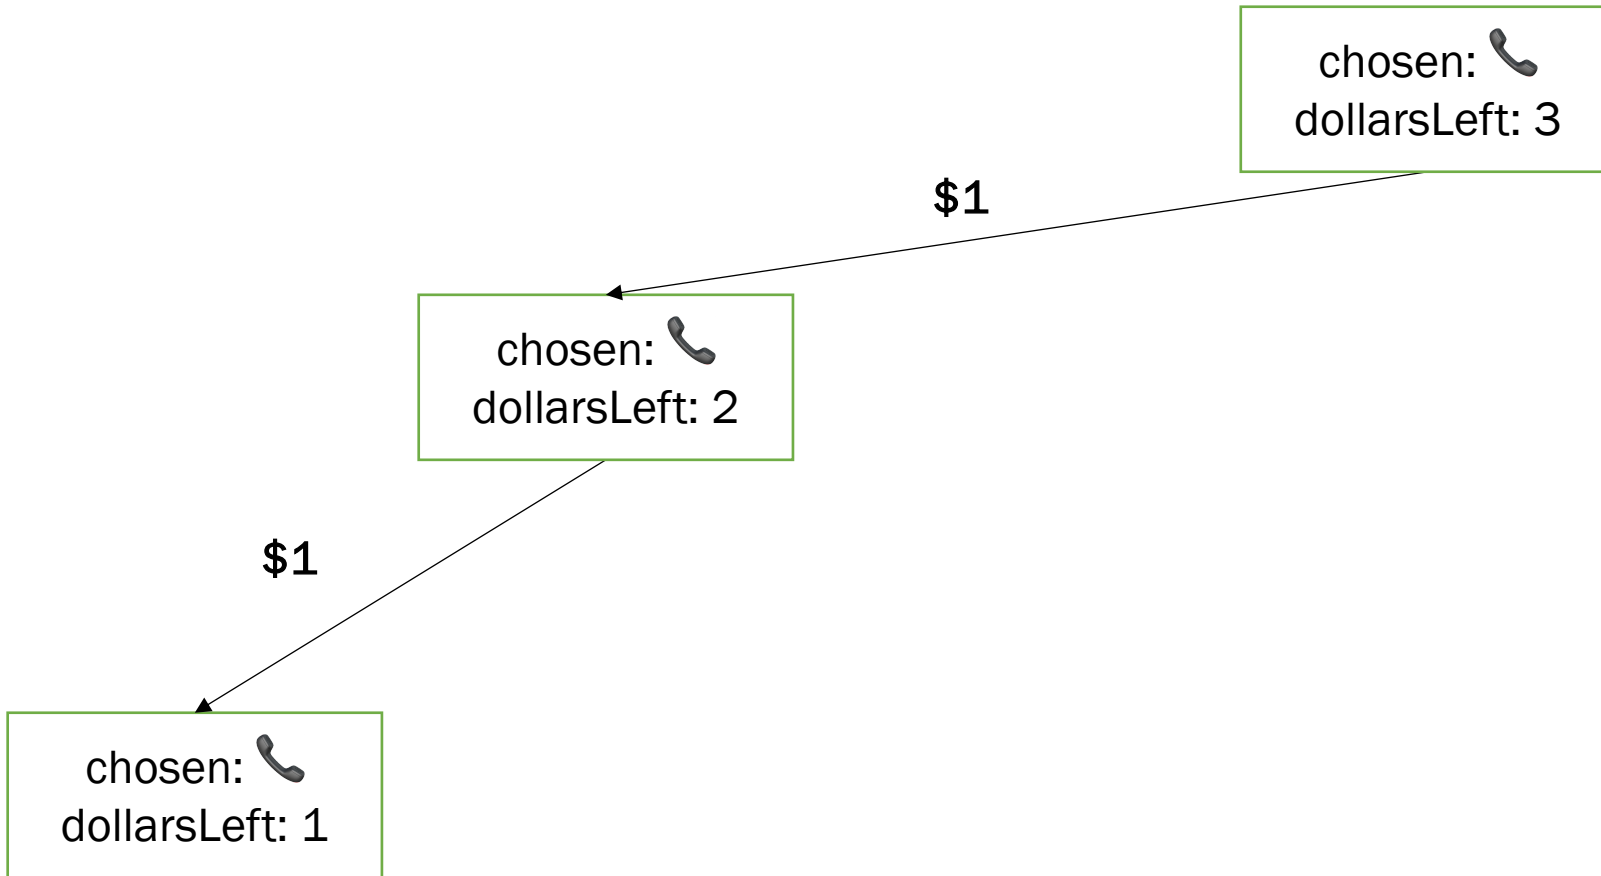 chosen: 📞
dollarsLeft: 3
$1
chosen: 📞
dollarsLeft: 2
$1
chosen: 📞
dollarsLeft: 1